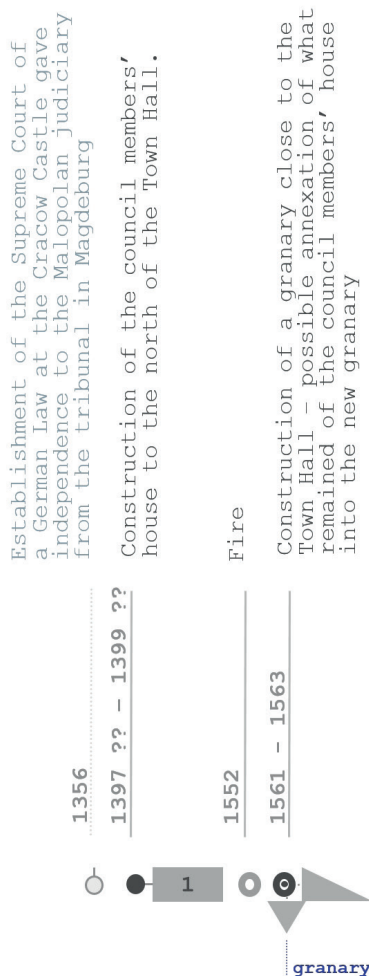 1356
Establishment of the Supreme Court of
a German Law at the Cracow Castle gave
independence to the Malopolan judiciary
from the tribunal in Magdeburg
1397 ?? – 1399 ??
Construction of the council members’
house to the north of the Town Hall.
1
1552
Fire
1561 – 1563
Construction of a granary close to the
Town Hall – possible annexation of what
remained of the council members’ house
into the new granary
granary